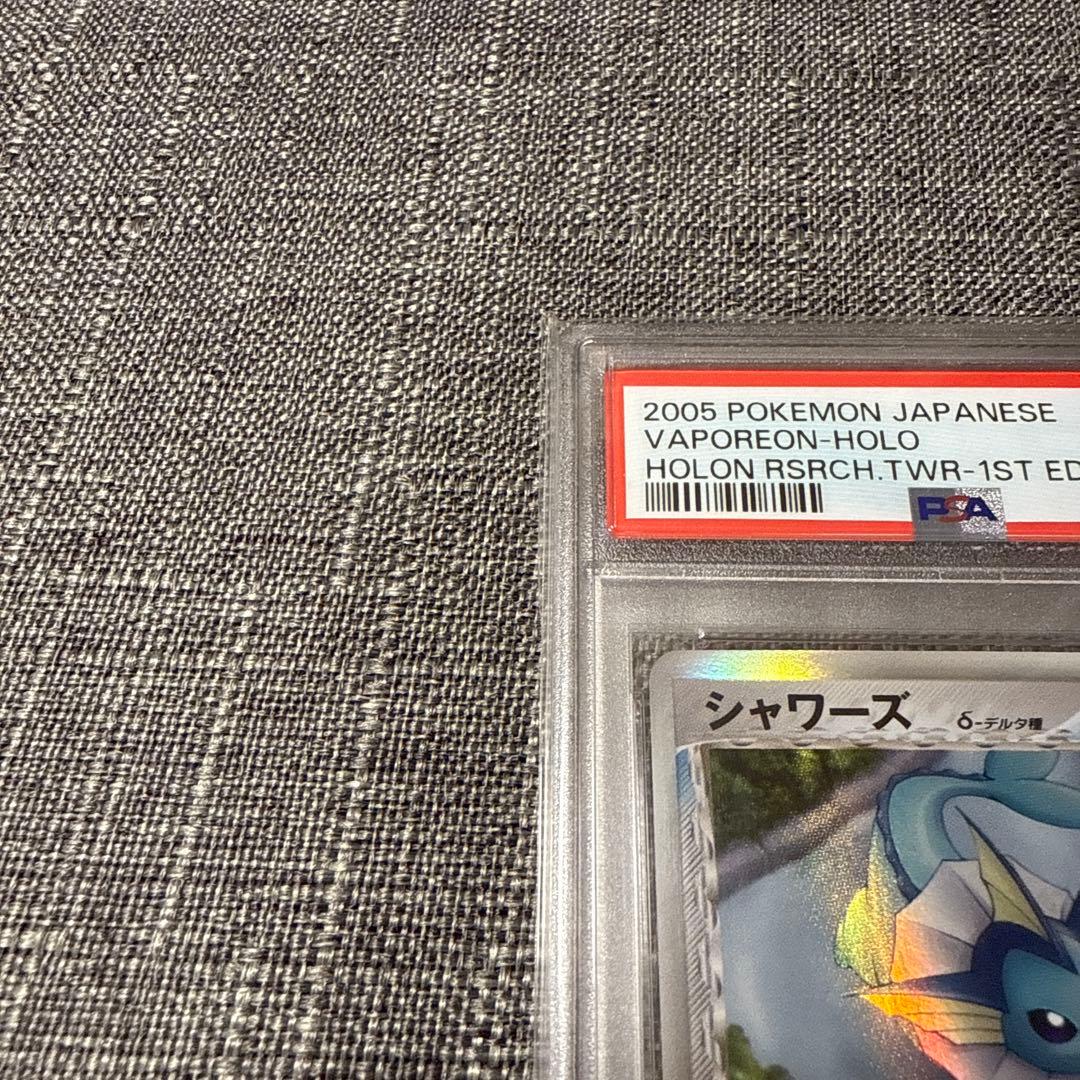 2005 POKEMON JAPANESE
VAPOREON-HOLO
HOLON RSRCH.TWR-1ST ED
PSA
シャワーズ δ-デルタ種